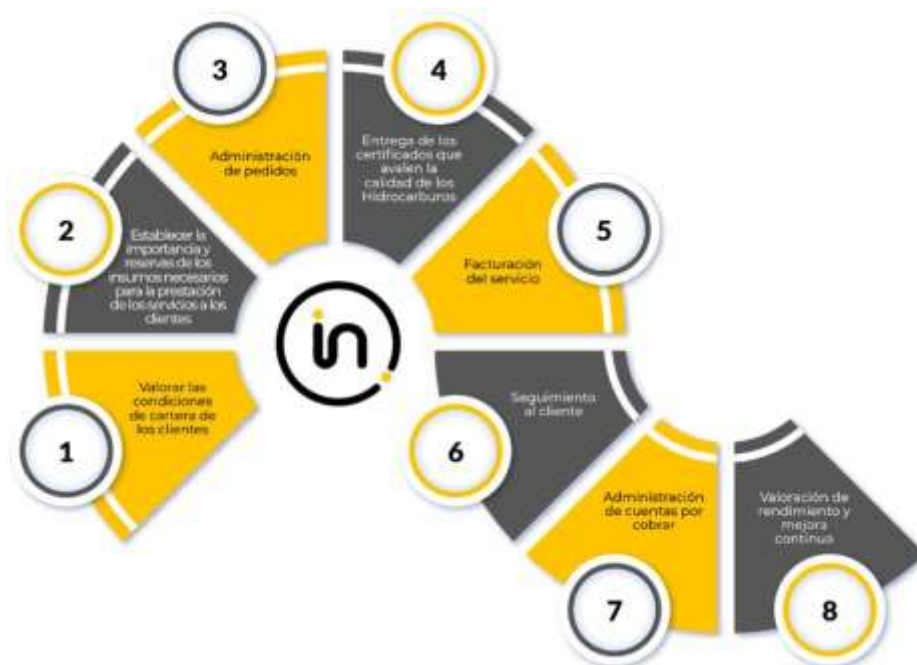 1
Valorar las
condiciones
de cartera de
los clientes
2
Establecer la
importancia y
reservas de los
insumos necesarios
para la prestación
de los servicios a los
clientes
3
Administración
de pedidos
4
Entrega de los
certificados que
avalen la
calidad de los
Hidrocarburos
5
Facturación
del servicio
6
Seguimiento
al cliente
7
Administración
de cuentas por
cobrar
8
Valoración de
rendimiento y
mejora
continua
in